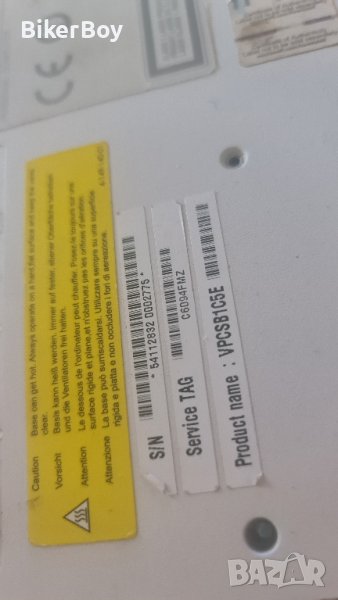 BikerBoy
CE
Caution Base can get hot. Always operate on a hard flat surface and keep the vents
clear.
Vorsicht Basis kann heiß werden. Immer auf fester, ebener Oberfläche betreiben
und die Ventilatoren frei halten.
Attention Le dessous de l'ordinateur peut chauffer. Posez-le toujours sur une
surface rigide et plane, et n'obstruez pas les orifices d'aération.
Attenzione La base può surriscaldarsi. Utilizzare sempre su una superficie
rigida e piatta e non occludere i fori di aerazione.
S/N * 54112832 0002775 *
Service TAG C6094FMZ
Product name : VPCSB1C5E
BAZAR
bg